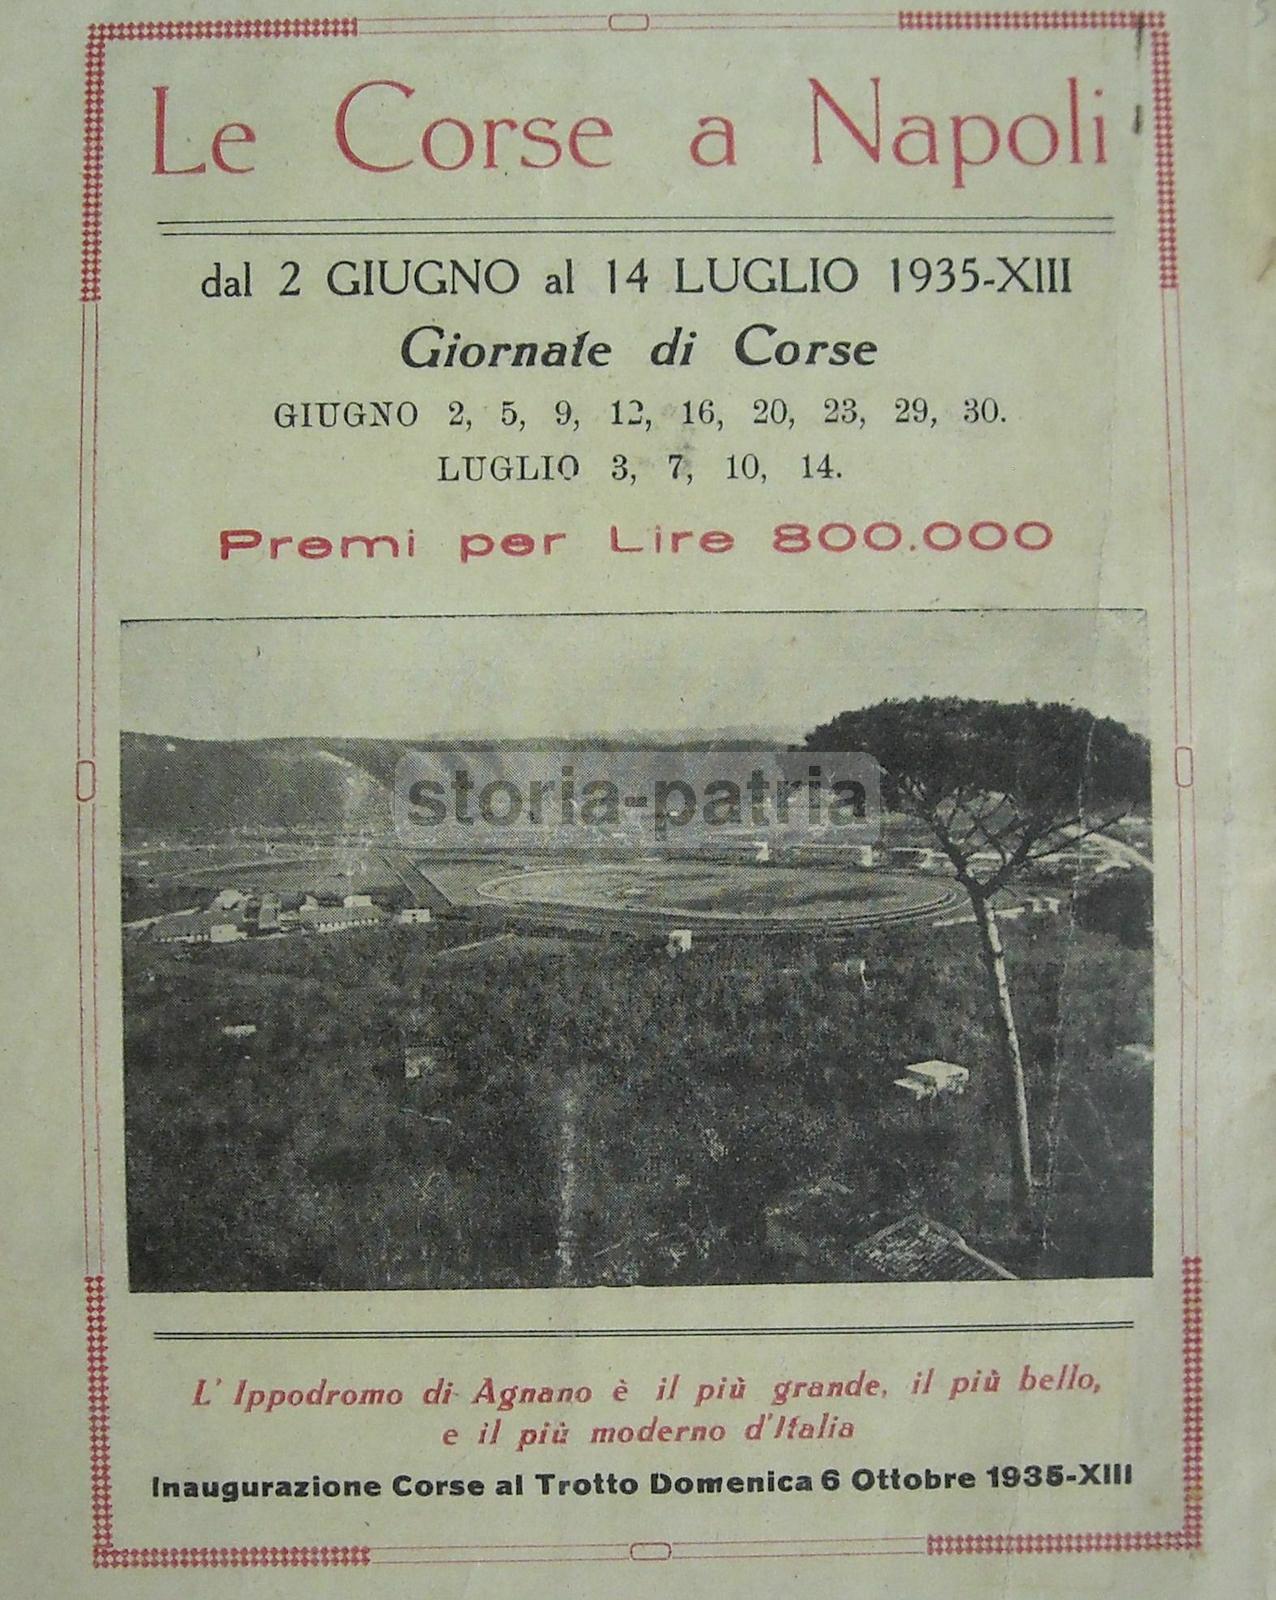 Le Corse a Napoli
dal 2 GIUGNO al 14 LUGLIO 1935-XIII
Giornate di Corse
GIUGNO 2, 5, 9, 12, 16, 20, 23, 29, 30.
LUGLIO 3, 7, 10, 14.
Premi per Lire 800.000
storia-patria
L' Ippodromo di Agnano è il più grande, il più bello,
e il più moderno d'Italia
Inaugurazione Corse al Trotto Domenica 6 Ottobre 1935-XIII